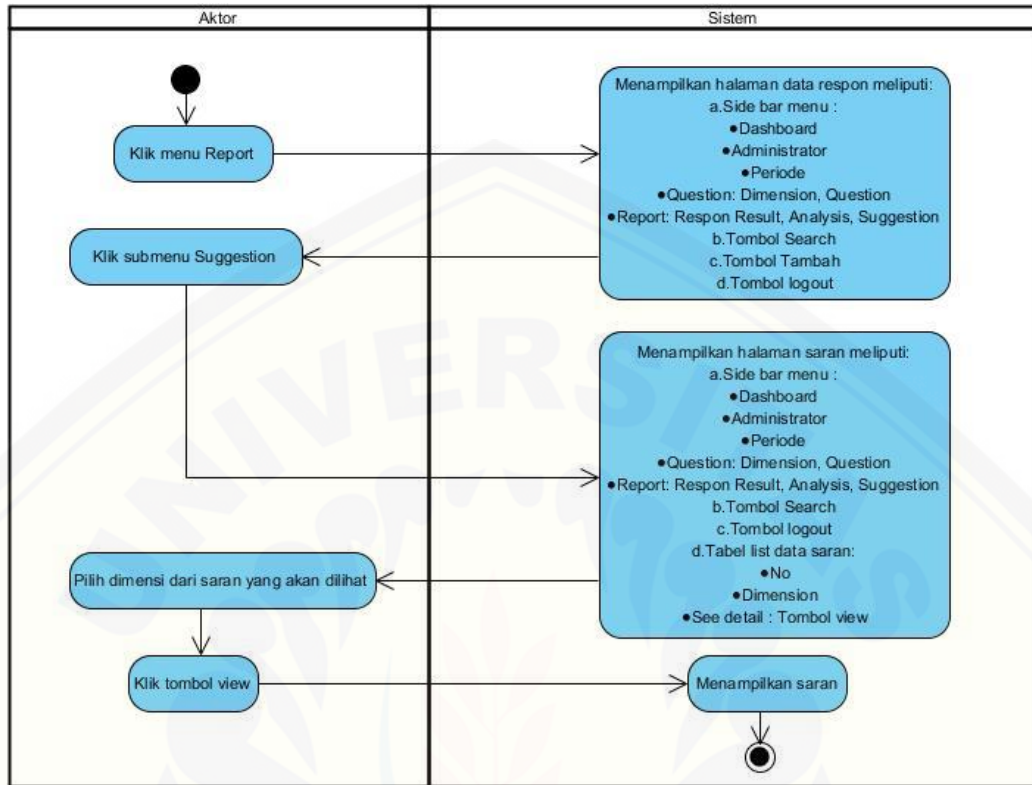 Aktor
Sistem
Klik menu Report
Menampilkan halaman data respon meliputi:
a.Side bar menu :
●Dashboard
●Administrator
●Periode
●Question: Dimension, Question
●Report: Respon Result, Analysis, Suggestion
b.Tombol Search
c.Tombol Tambah
d.Tombol logout
Klik submenu Suggestion
Menampilkan halaman saran meliputi:
a.Side bar menu :
●Dashboard
●Administrator
●Periode
●Question: Dimension, Question
●Report: Respon Result, Analysis, Suggestion
b.Tombol Search
c.Tombol logout
d.Tabel list data saran:
●No
●Dimension
●See detail : Tombol view
Pilih dimensi dari saran yang akan dilihat
Klik tombol view
Menampilkan saran